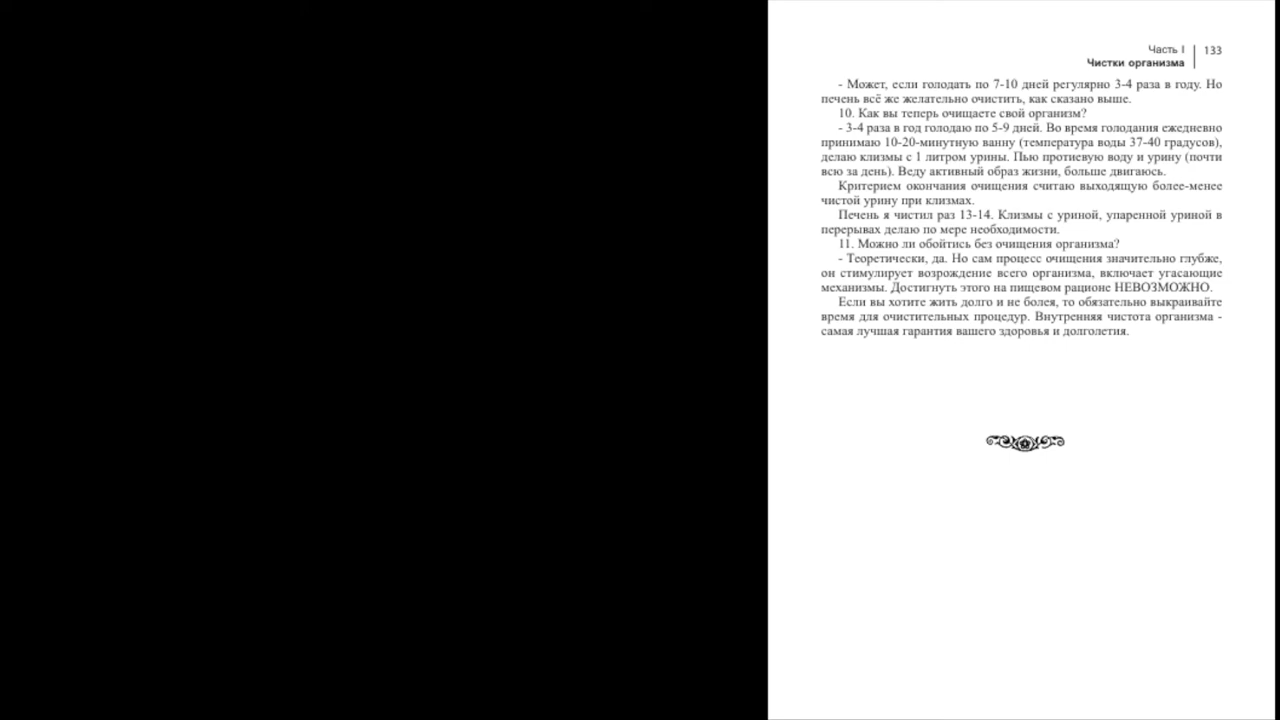 Часть I
133
Чистки организма
- Может, если голодать по 7-10 дней регулярно 3-4 раза в году. Но
печень всё же желательно очистить, как сказано выше.
10. Как вы теперь очищаете свой организм?
- 3-4 раза в год голодаю по 5-9 дней. Во время голодания ежедневно
принимаю 10-20-минутную ванну (температура воды 37-40 градусов),
делаю клизмы с 1 литром урины. Пью протиевую воду и урину (почти
всю за день). Веду активный образ жизни, больше двигаюсь.
Критерием окончания очищения считаю выходящую более-менее
чистой урину при клизмах.
Печень я чистил раз 13-14. Клизмы с уриной, упаренной уриной в
перерывах делаю по мере необходимости.
11. Можно ли обойтись без очищения организма?
- Теоретически, да. Но сам процесс очищения значительно глубже,
он стимулирует возрождение всего организма, включает угасающие
механизмы. Достигнуть этого на пищевом рационе НЕВОЗМОЖНО.
Если вы хотите жить долго и не болея, то обязательно выкраивайте
время для очистительных процедур. Внутренняя чистота организма -
самая лучшая гарантия вашего здоровья и долголетия.